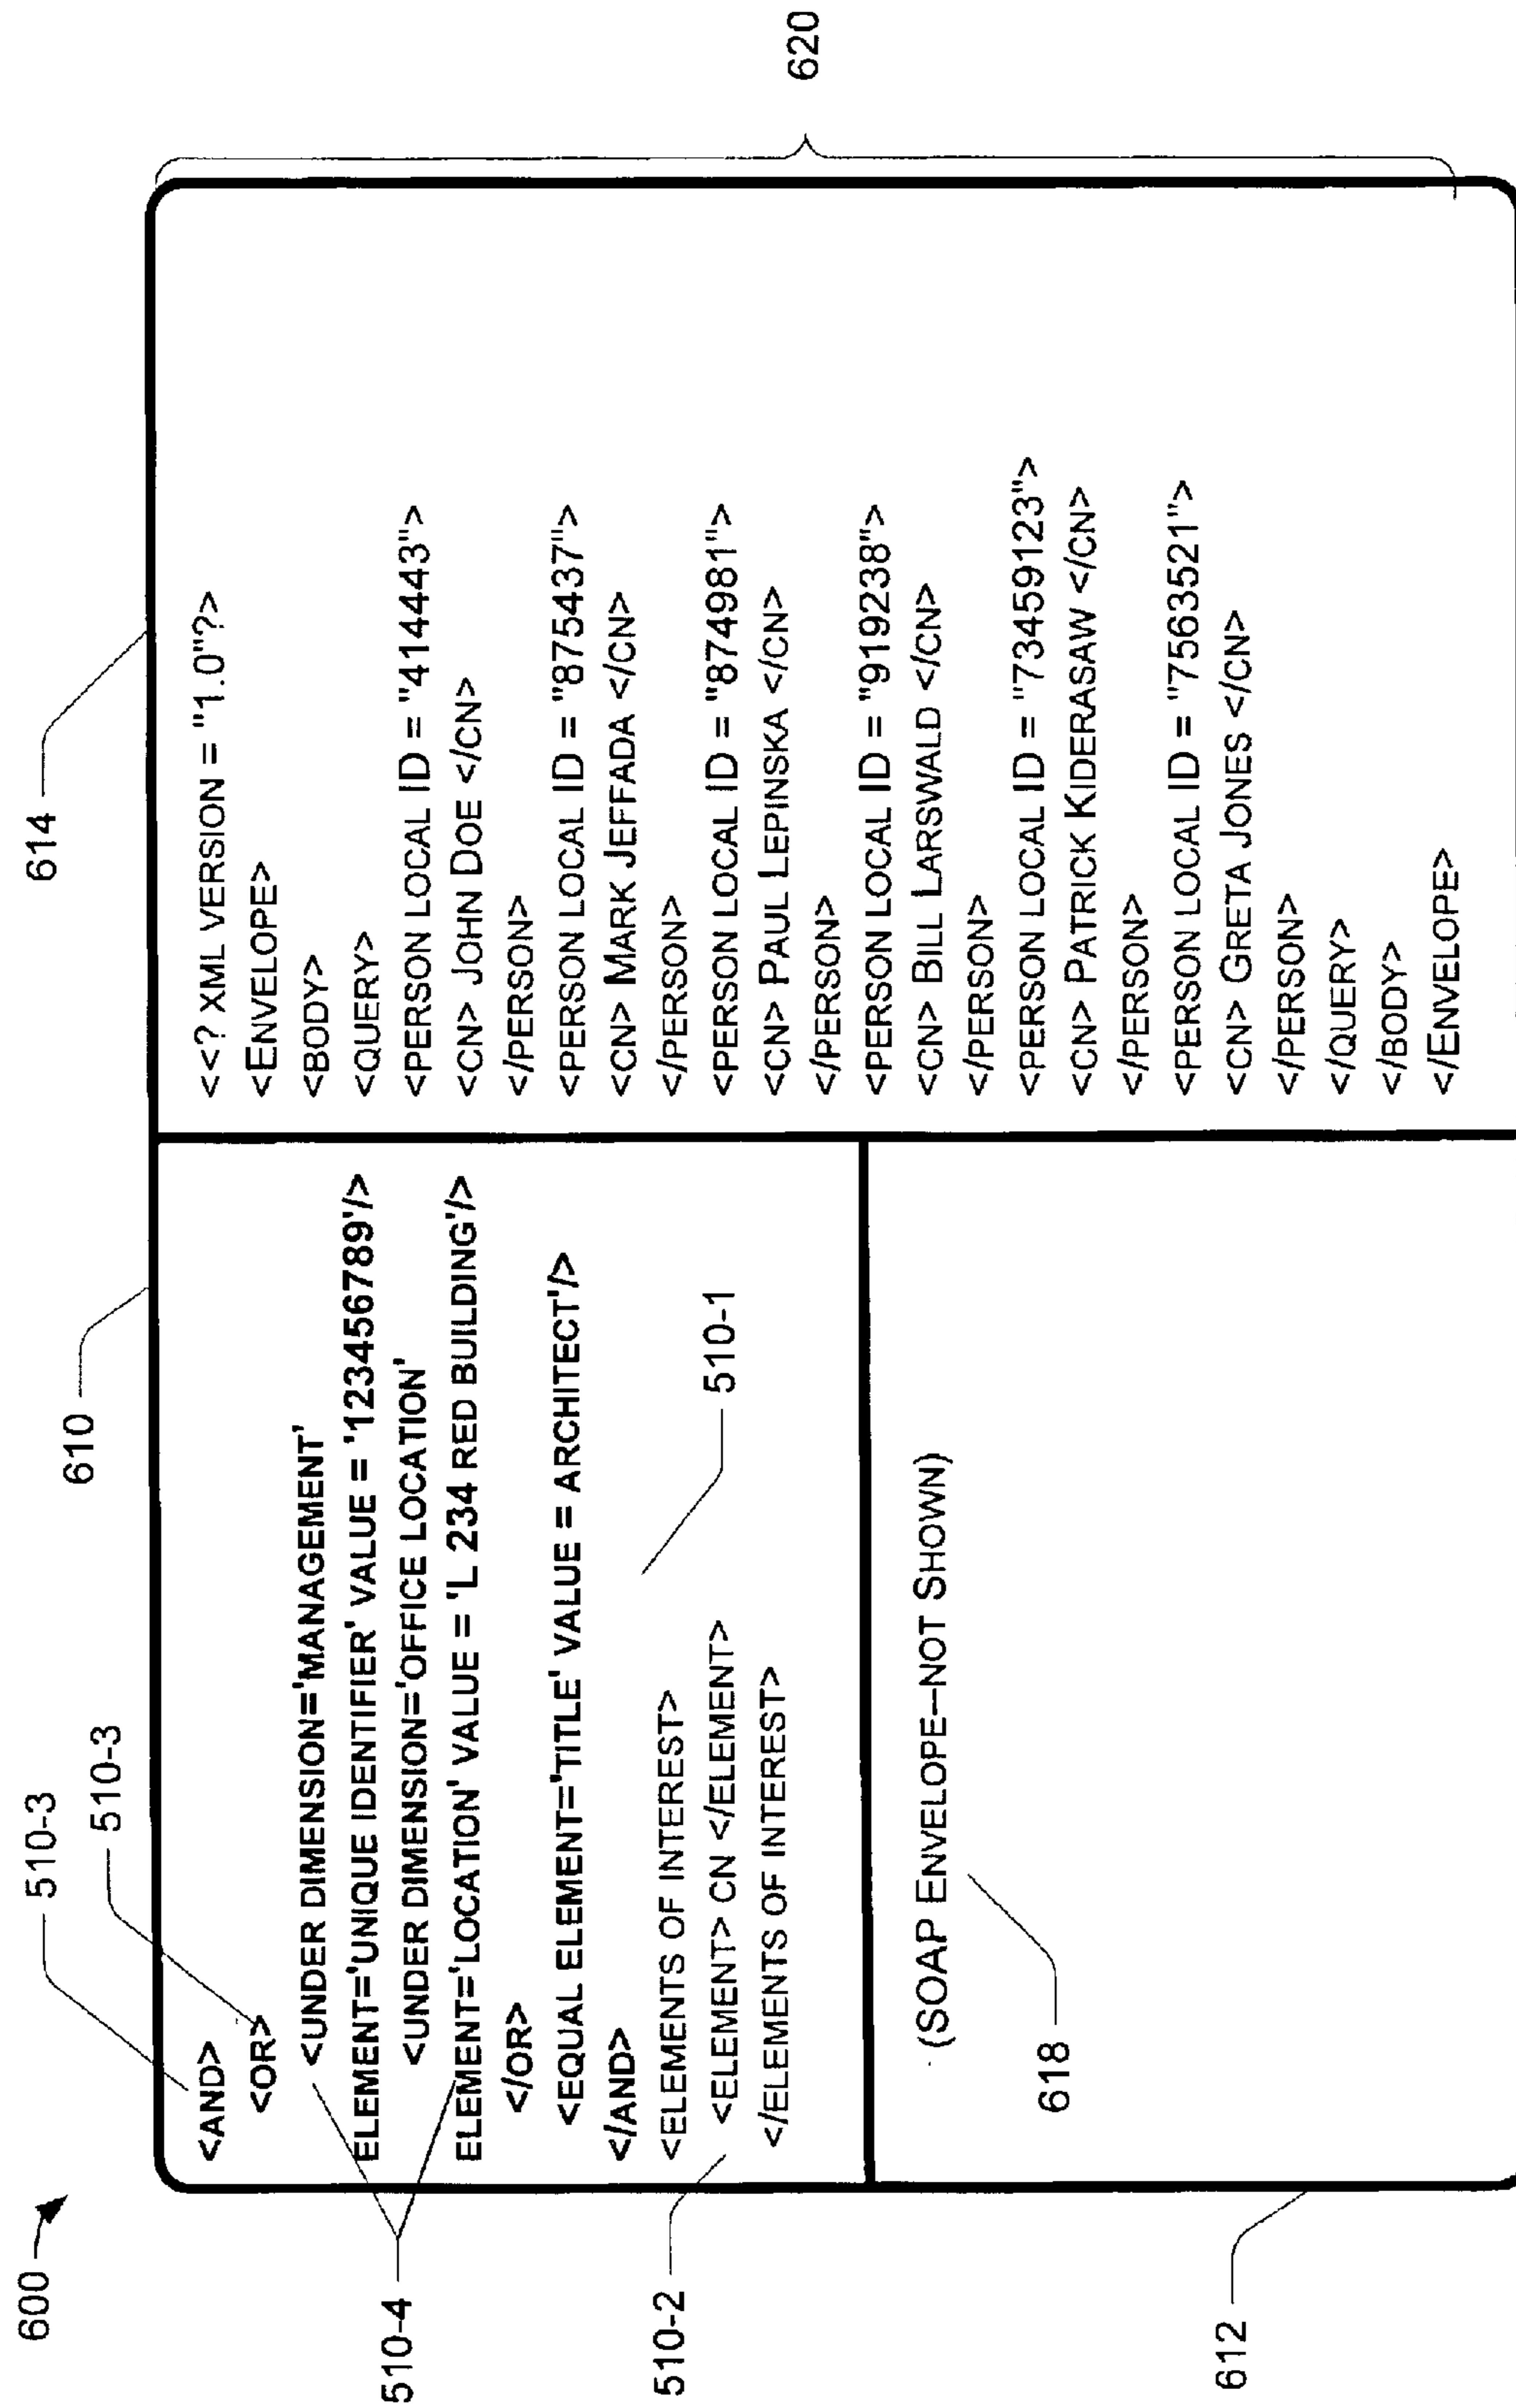 600
610
614
510-3
510-3
<AND>
<OR>
<UNDER DIMENSION='MANAGEMENT'
ELEMENT='UNIQUE IDENTIFIER' VALUE = '123456789'/>
<UNDER DIMENSION='OFFICE LOCATION'
ELEMENT='LOCATION' VALUE = 'L 234 RED BUILDING'/>
</OR>
<EQUAL ELEMENT='TITLE' VALUE = ARCHITECT'/>
</AND>
<ELEMENTS OF INTEREST>
<ELEMENT> CN </ELEMENT>
</ELEMENTS OF INTEREST>
510-4
510-2
510-1
(SOAP ENVELOPE–NOT SHOWN)
618
612
<<? XML VERSION = "1.0"?>
<ENVELOPE>
<BODY>
<QUERY>
<PERSON LOCAL ID = "414443">
<CN> JOHN DOE </CN>
</PERSON>
<PERSON LOCAL ID = "875437">
<CN> MARK JEFFADA </CN>
</PERSON>
<PERSON LOCAL ID = "874981">
<CN> PAUL LEPINSKA </CN>
</PERSON>
<PERSON LOCAL ID = "919238">
<CN> BILL LARSWALD </CN>
</PERSON>
<PERSON LOCAL ID = "73459123">
<CN> PATRICK KIDERASAW </CN>
</PERSON>
<PERSON LOCAL ID = "7563521">
<CN> GRETA JONES </CN>
</PERSON>
</QUERY>
</BODY>
</ENVELOPE>
620